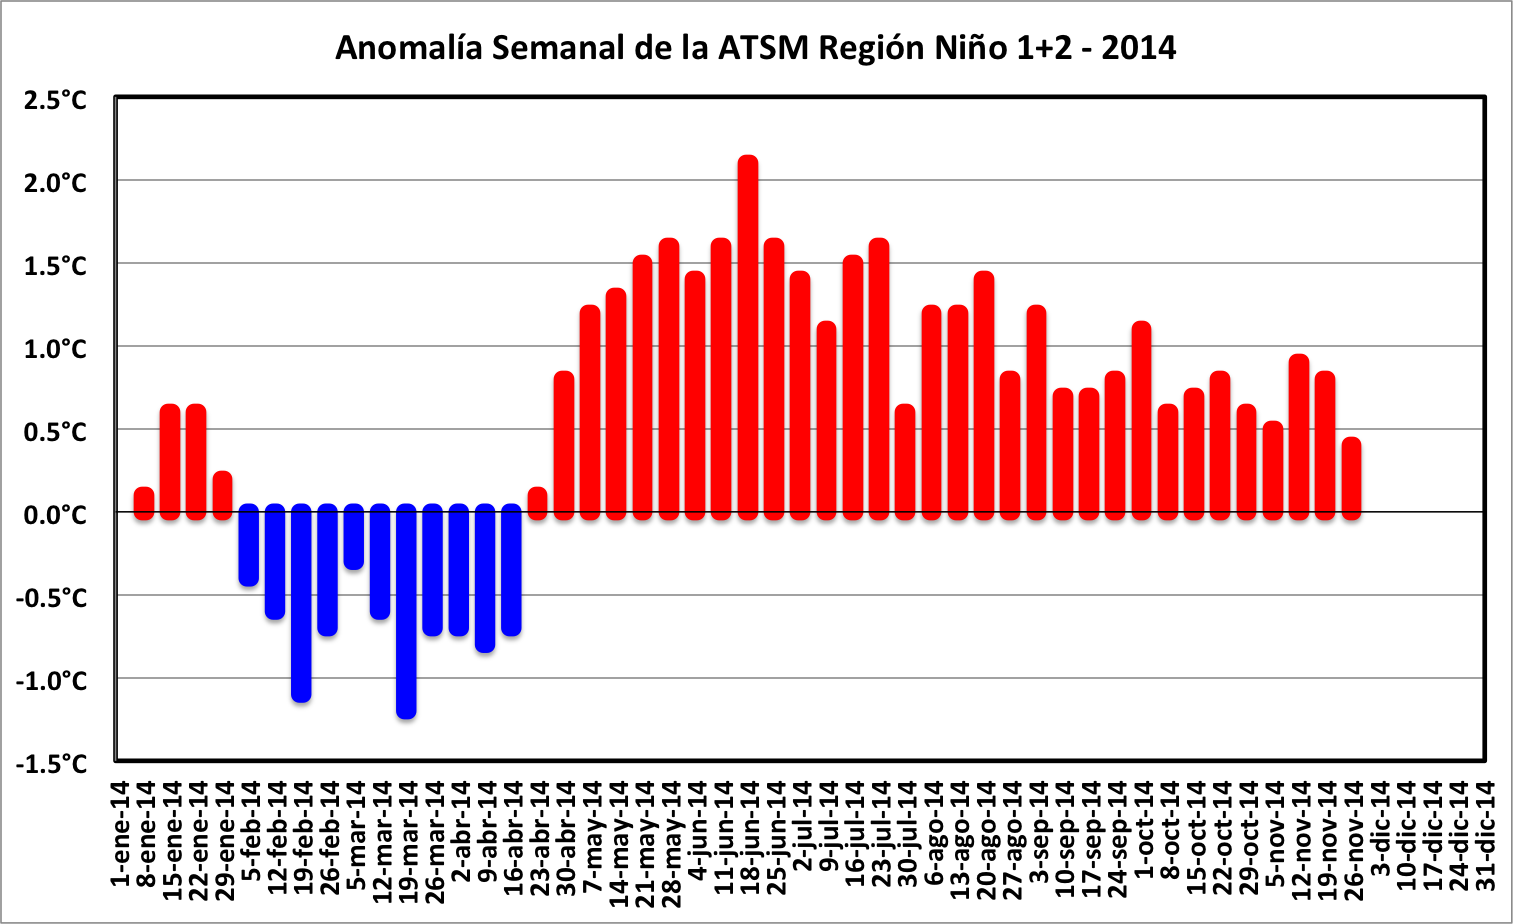 Anomalía Semanal de la ATSM Región Niño 1+2 - 2014
2.5°C
2.0°C
1.5°C
1.0°C
0.5°C
0.0°C
-0.5°C
-1.0°C
-1.5°C
1-ene-14
8-ene-14
15-ene-14
22-ene-14
29-ene-14
5-feb-14
12-feb-14
19-feb-14
26-feb-14
5-mar-14
12-mar-14
19-mar-14
26-mar-14
2-abr-14
9-abr-14
16-abr-14
23-abr-14
30-abr-14
7-may-14
14-may-14
21-may-14
28-may-14
4-jun-14
11-jun-14
18-jun-14
25-jun-14
2-jul-14
9-jul-14
16-jul-14
23-jul-14
30-jul-14
6-ago-14
13-ago-14
20-ago-14
27-ago-14
3-sep-14
10-sep-14
17-sep-14
24-sep-14
1-oct-14
8-oct-14
15-oct-14
22-oct-14
29-oct-14
5-nov-14
12-nov-14
19-nov-14
26-nov-14
3-dic-14
10-dic-14
17-dic-14
24-dic-14
31-dic-14